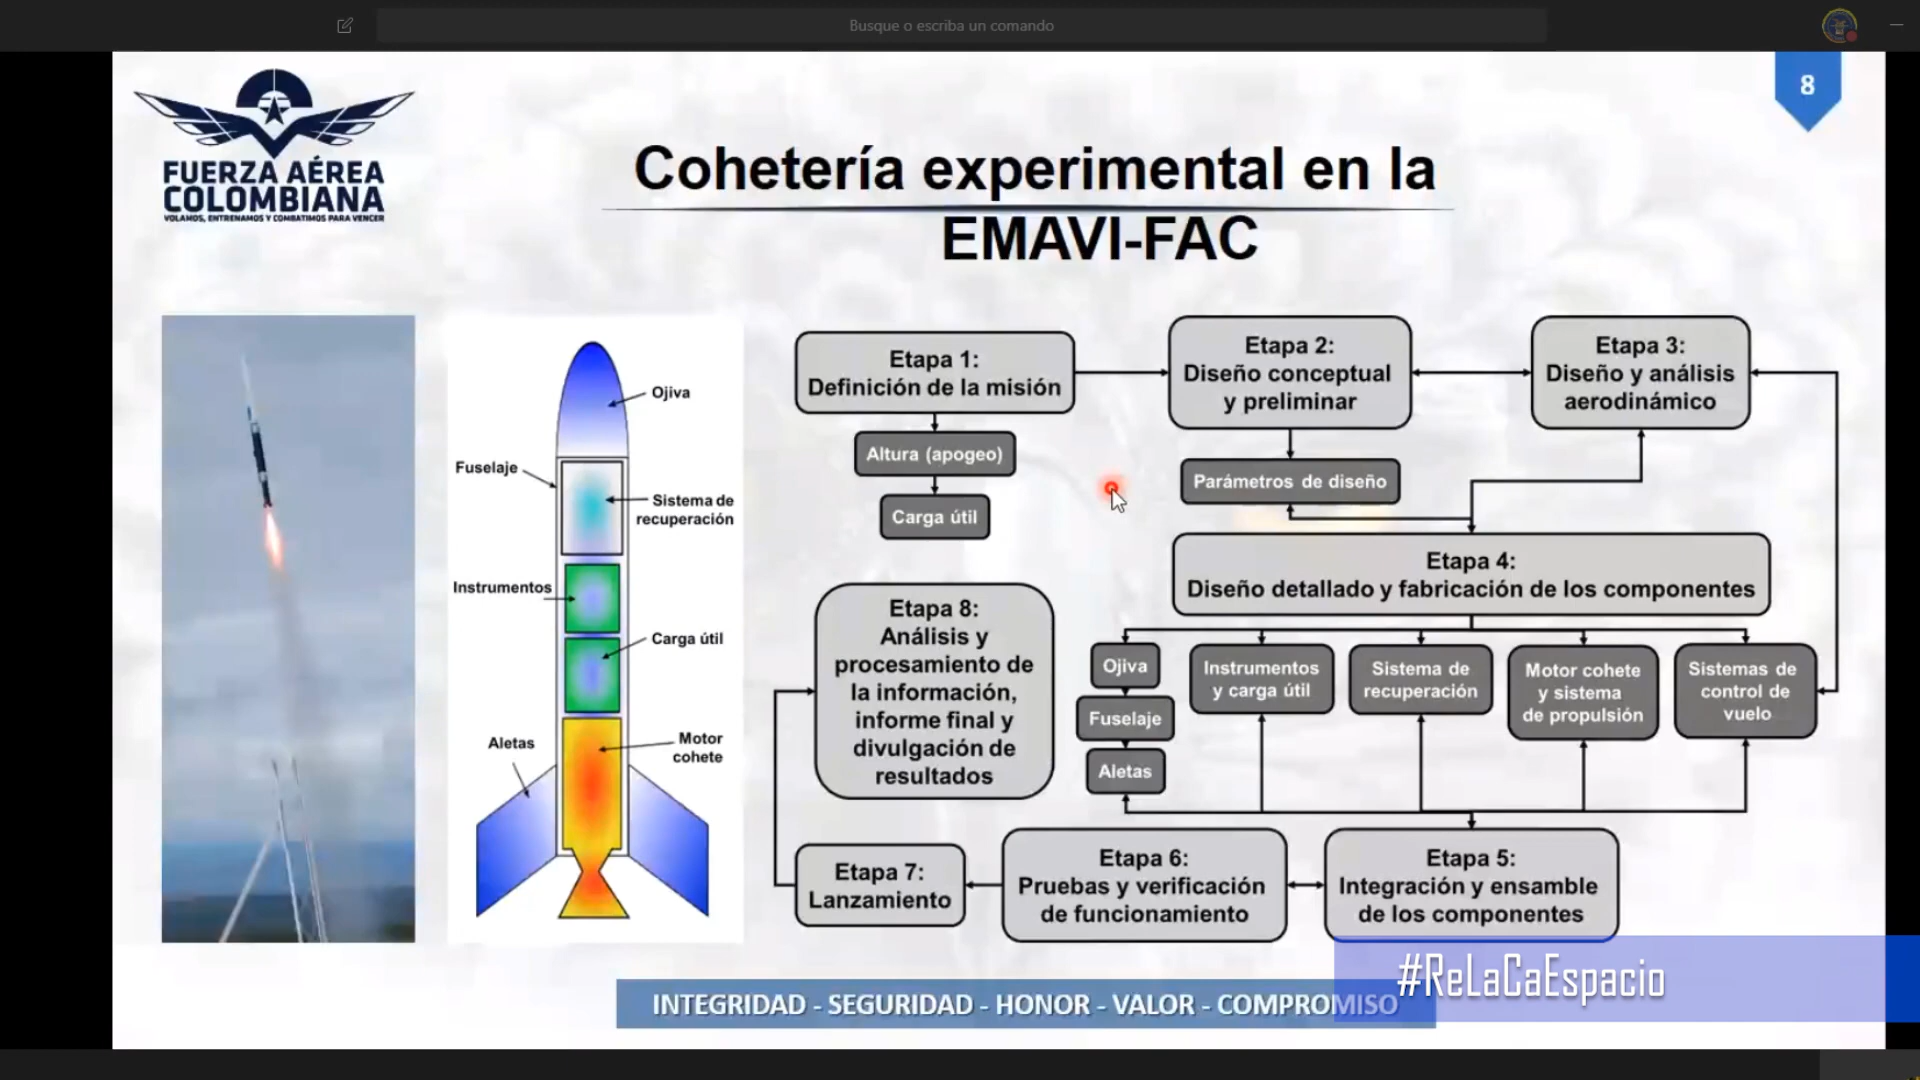 Busque o escriba un comando
8
FUERZA AÉREA
COLOMBIANA
VOLAMOS, ENTRENAMOS Y COMBATIMOS PARA VENCER
Cohetería experimental en la
EMAVI-FAC
Ojiva
Fuselaje
Sistema de
recuperación
Instrumentos
Carga útil
Aletas
Motor
cohete
Etapa 1:
Definición de la misión
Altura (apogeo)
Carga útil
Etapa 2:
Diseño conceptual
y preliminar
Parámetros de diseño
Etapa 3:
Diseño y análisis
aerodinámico
Etapa 4:
Diseño detallado y fabricación de los componentes
Ojiva
Fuselaje
Aletas
Instrumentos
y carga útil
Sistema de
recuperación
Motor cohete
y sistema
de propulsión
Sistemas de
control de
vuelo
Etapa 5:
Integración y ensamble
de los componentes
Etapa 6:
Pruebas y verificación
de funcionamiento
Etapa 7:
Lanzamiento
Etapa 8:
Análisis y
procesamiento de
la información,
informe final y
divulgación de
resultados
INTEGRIDAD - SEGURIDAD - HONOR - VALOR - COMPROMISO
#ReLaCaEspacio